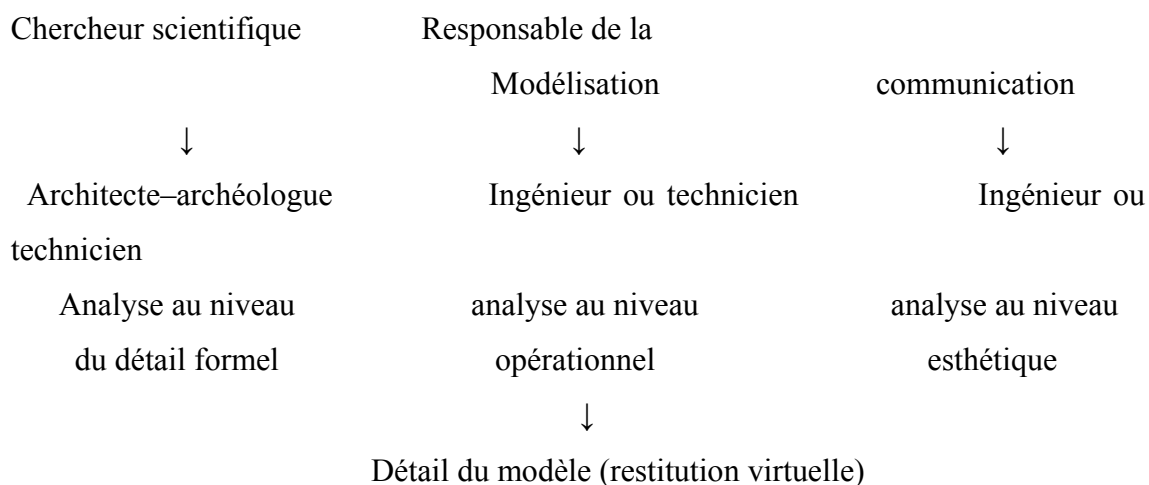 Chercheur scientifique Responsable de la
Modélisation communication
↓ ↓ ↓
Architecte–archéologue Ingénieur ou technicien Ingénieur ou
technicien
Analyse au niveau analyse au niveau analyse au niveau
du détail formel opérationnel esthétique
↓
Détail du modèle (restitution virtuelle)